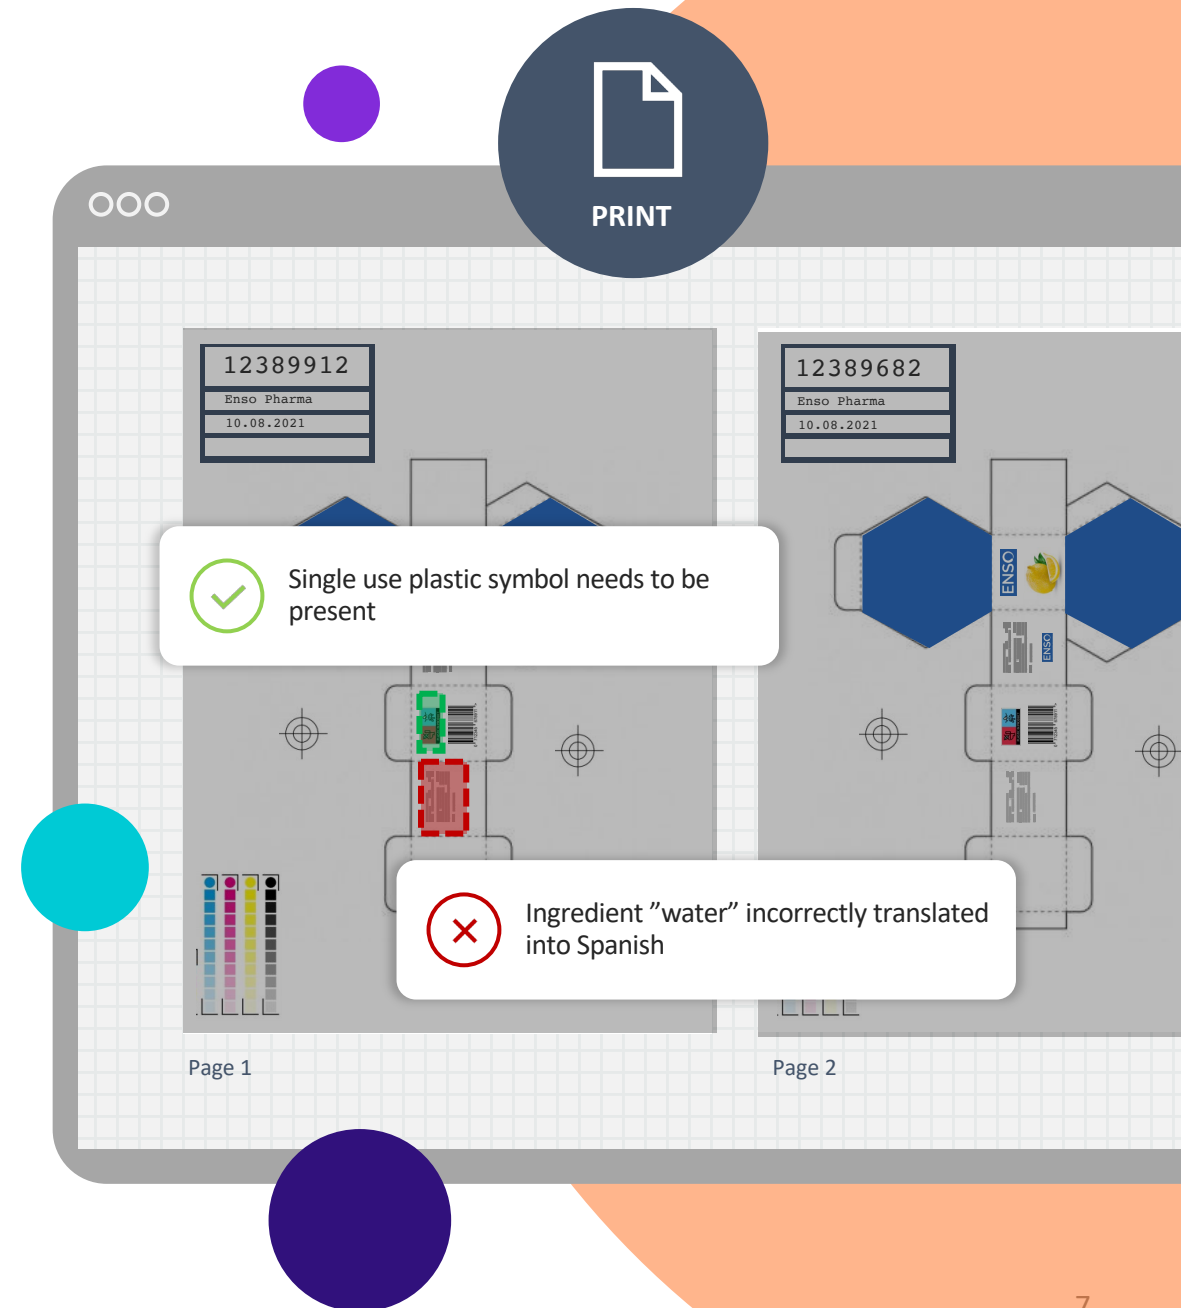 PRINT
12389912
Enso Pharma
10.08.2021
12389682
Enso Pharma
10.08.2021
Single use plastic symbol needs to be
present
ENSO
ENSO
Ingredient ”water” incorrectly translated
into Spanish
Page 1
Page 2
7